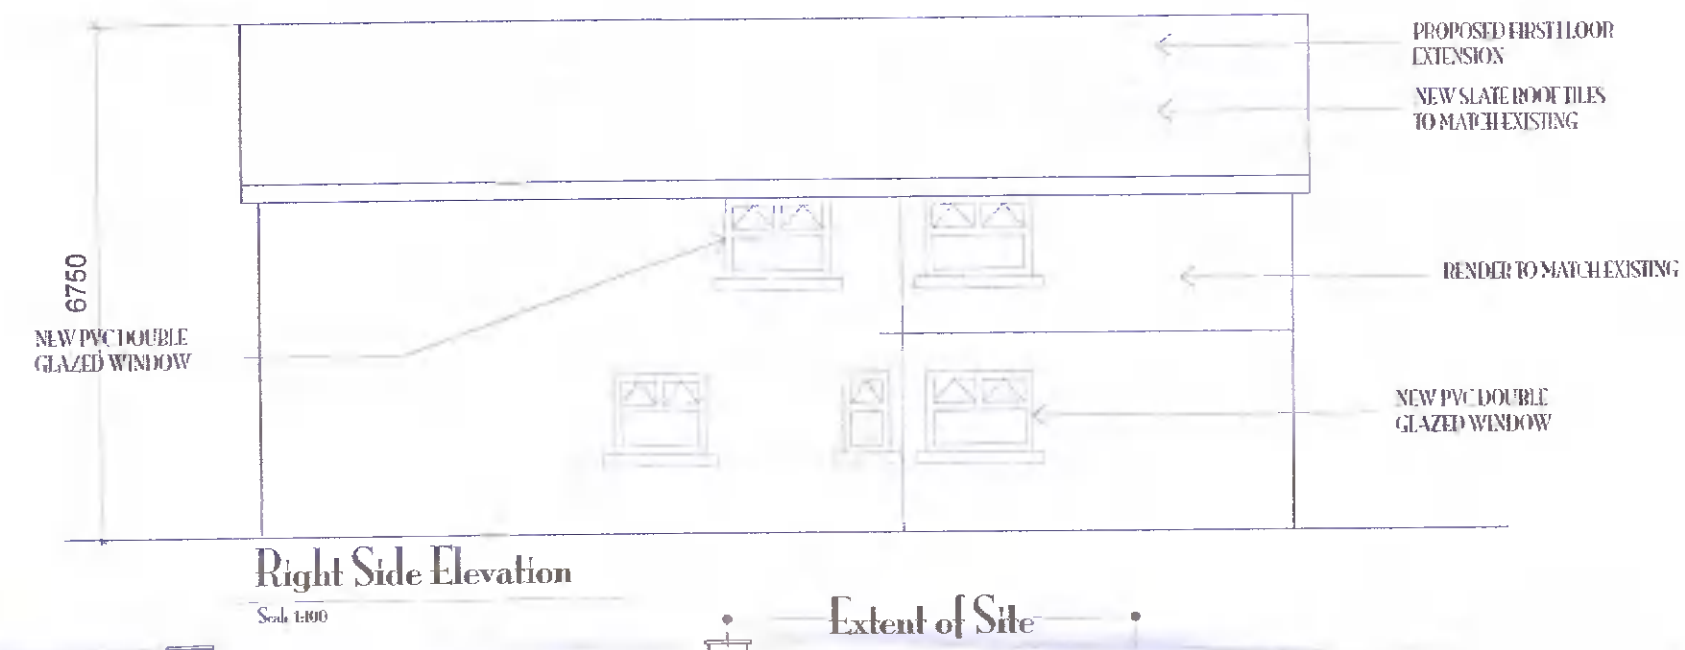 PROPOSED FIRST FLOOR
EXTENSION
NEW SLATE ROOF TILES
TO MATCH EXISTING
6750
RENDER TO MATCH EXISTING
NEW PVC DOUBLE
GLAZED WINDOW
NEW PVC DOUBLE
GLAZED WINDOW
Right Side Elevation
Scale 1:100
Extent of Site